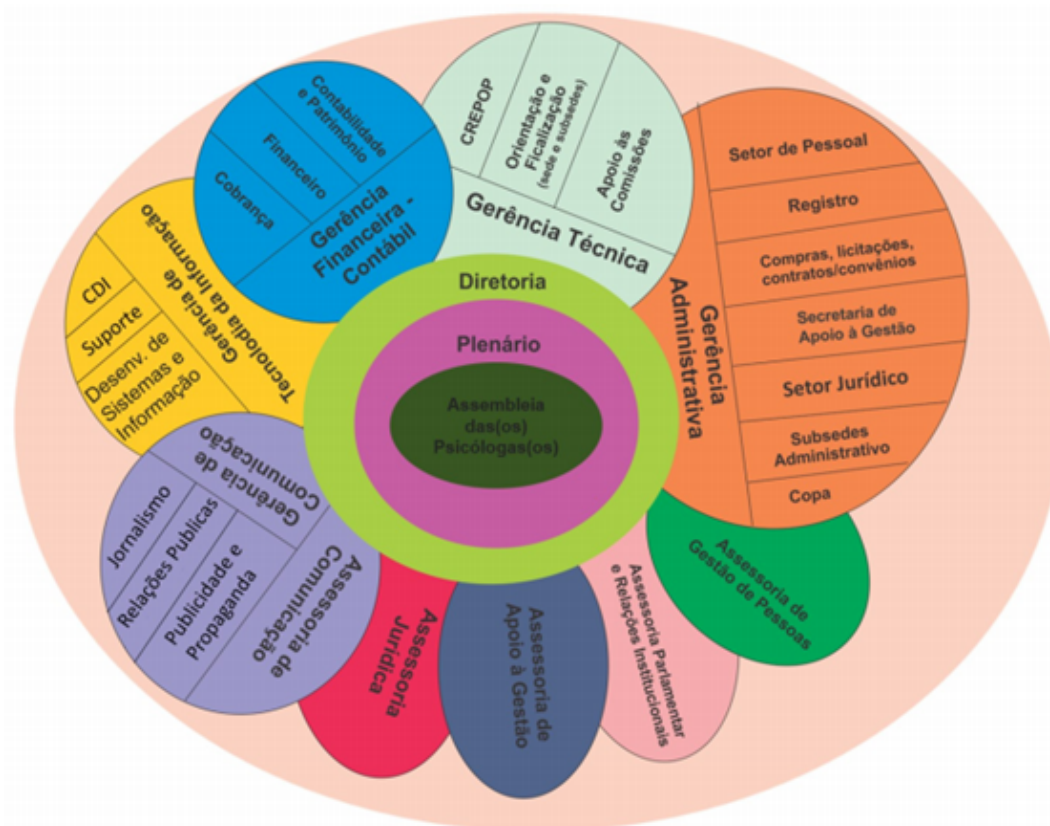 CREPOP
Orientação e
Ficalização
(sede e subsedes)
Apoio às
Comissões
Gerência Técnica
Contabilidade
e Patrimônio
Financeiro
Cobrança
Gerência
Financeira -
Contábil
Setor de Pessoal
Registro
Compras, licitações,
contratos/convênios
Secretaria de
Apoio à Gestão
Setor Jurídico
Subsedes
Administrativo
Copa
Gerência
Administrativa
Gerência de
Tecnolodia da Informação
CDI
Suporte
Desenv. de
Sistemas e
Informação
Diretoria
Plenário
Assembleia
das(os)
Psicólogas(os)
Gerência de
Comunicação
Jornalismo
Relações Publicas
Publicidade e
Propaganda
Assessoria de
Comunicação
Assessoria
Jurídica
Assessoria de
Apoio à Gestão
Assessoria Parlamentar
e Relações Institucionais
Assessoria de
Gestão de Pessoas